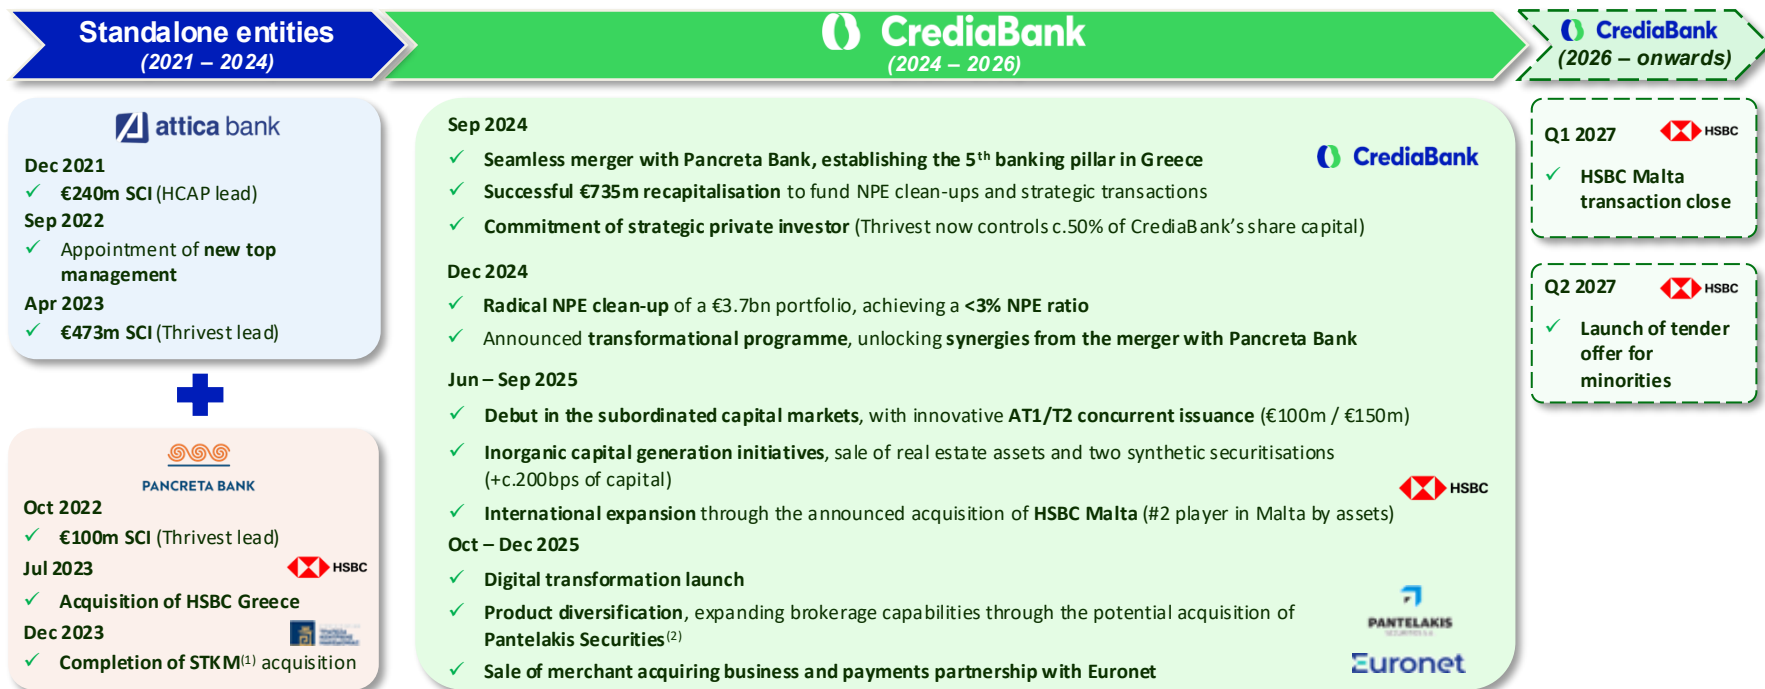 Standalone entities
(2021 – 2024)
CrediaBank
(2024 – 2026)
CrediaBank
(2026 – onwards)
attica bank
Dec 2021
✓ €240m SCI (HCAP lead)
Sep 2022
✓ Appointment of new top
management
Apr 2023
✓ €473m SCI (Thrivest lead)
PANCRETA BANK
Oct 2022
✓ €100m SCI (Thrivest lead)
Jul 2023
HSBC
✓ Acquisition of HSBC Greece
Dec 2023
✓ Completion of STKM(1) acquisition
Sep 2024
✓ Seamless merger with Pancreta Bank, establishing the 5th banking pillar in Greece
CrediaBank
✓ Successful €735m recapitalisation to fund NPE clean-ups and strategic transactions
✓ Commitment of strategic private investor (Thrivest now controls c.50% of CrediaBank's share capital)
Dec 2024
✓ Radical NPE clean-up of a €3.7bn portfolio, achieving a <3% NPE ratio
✓ Announced transformational programme, unlocking synergies from the merger with Pancreta Bank
Jun – Sep 2025
✓ Debut in the subordinated capital markets, with innovative AT1/T2 concurrent issuance (€100m / €150m)
✓ Inorganic capital generation initiatives, sale of real estate assets and two synthetic securitisations
(+c.200bps of capital)
HSBC
✓ International expansion through the announced acquisition of HSBC Malta (#2 player in Malta by assets)
Oct – Dec 2025
✓ Digital transformation launch
✓ Product diversification, expanding brokerage capabilities through the potential acquisition of
Pantelakis Securities(2)
PANTELAKIS
✓ Sale of merchant acquiring business and payments partnership with Euronet
Euronet
Q1 2027
HSBC
✓ HSBC Malta
transaction close
Q2 2027
HSBC
✓ Launch of tender
offer for
minorities